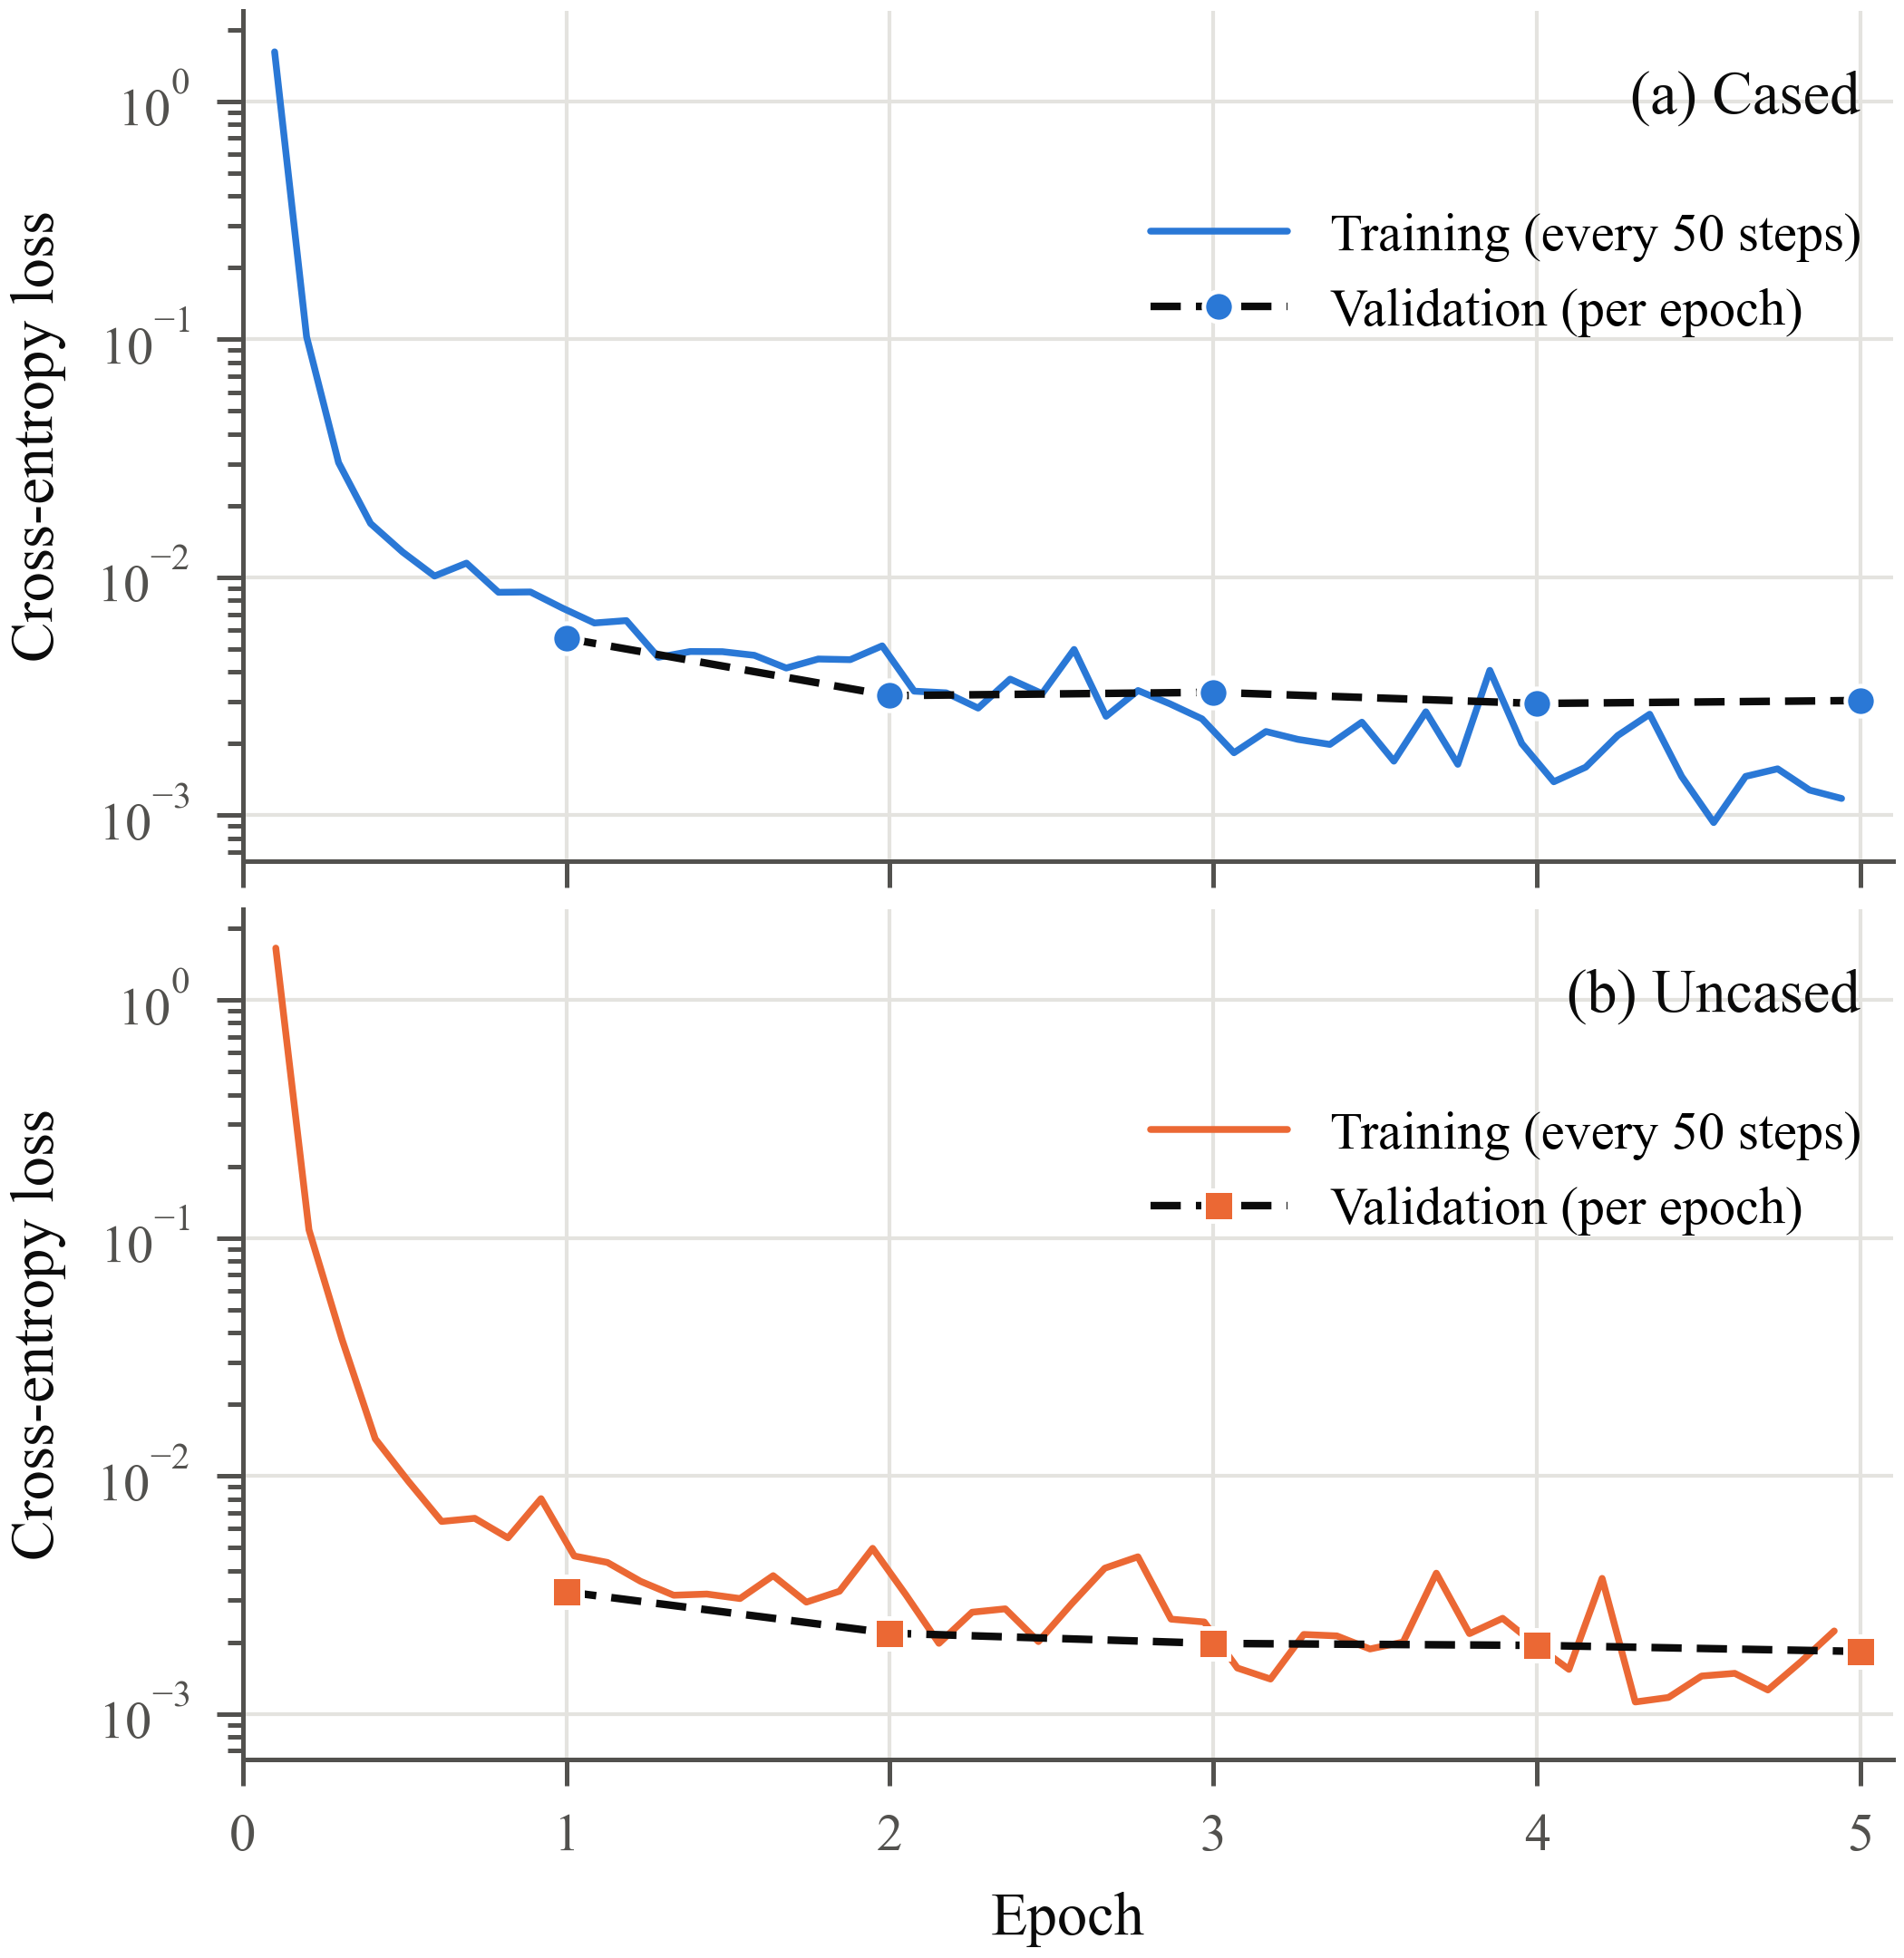 10^0
(a) Cased
Training (every 50 steps)
Validation (per epoch)
10^−1
10^−2
10^−3
Cross-entropy loss
10^0
(b) Uncased
Training (every 50 steps)
Validation (per epoch)
10^−1
10^−2
10^−3
Cross-entropy loss
0 1 2 3 4 5
Epoch